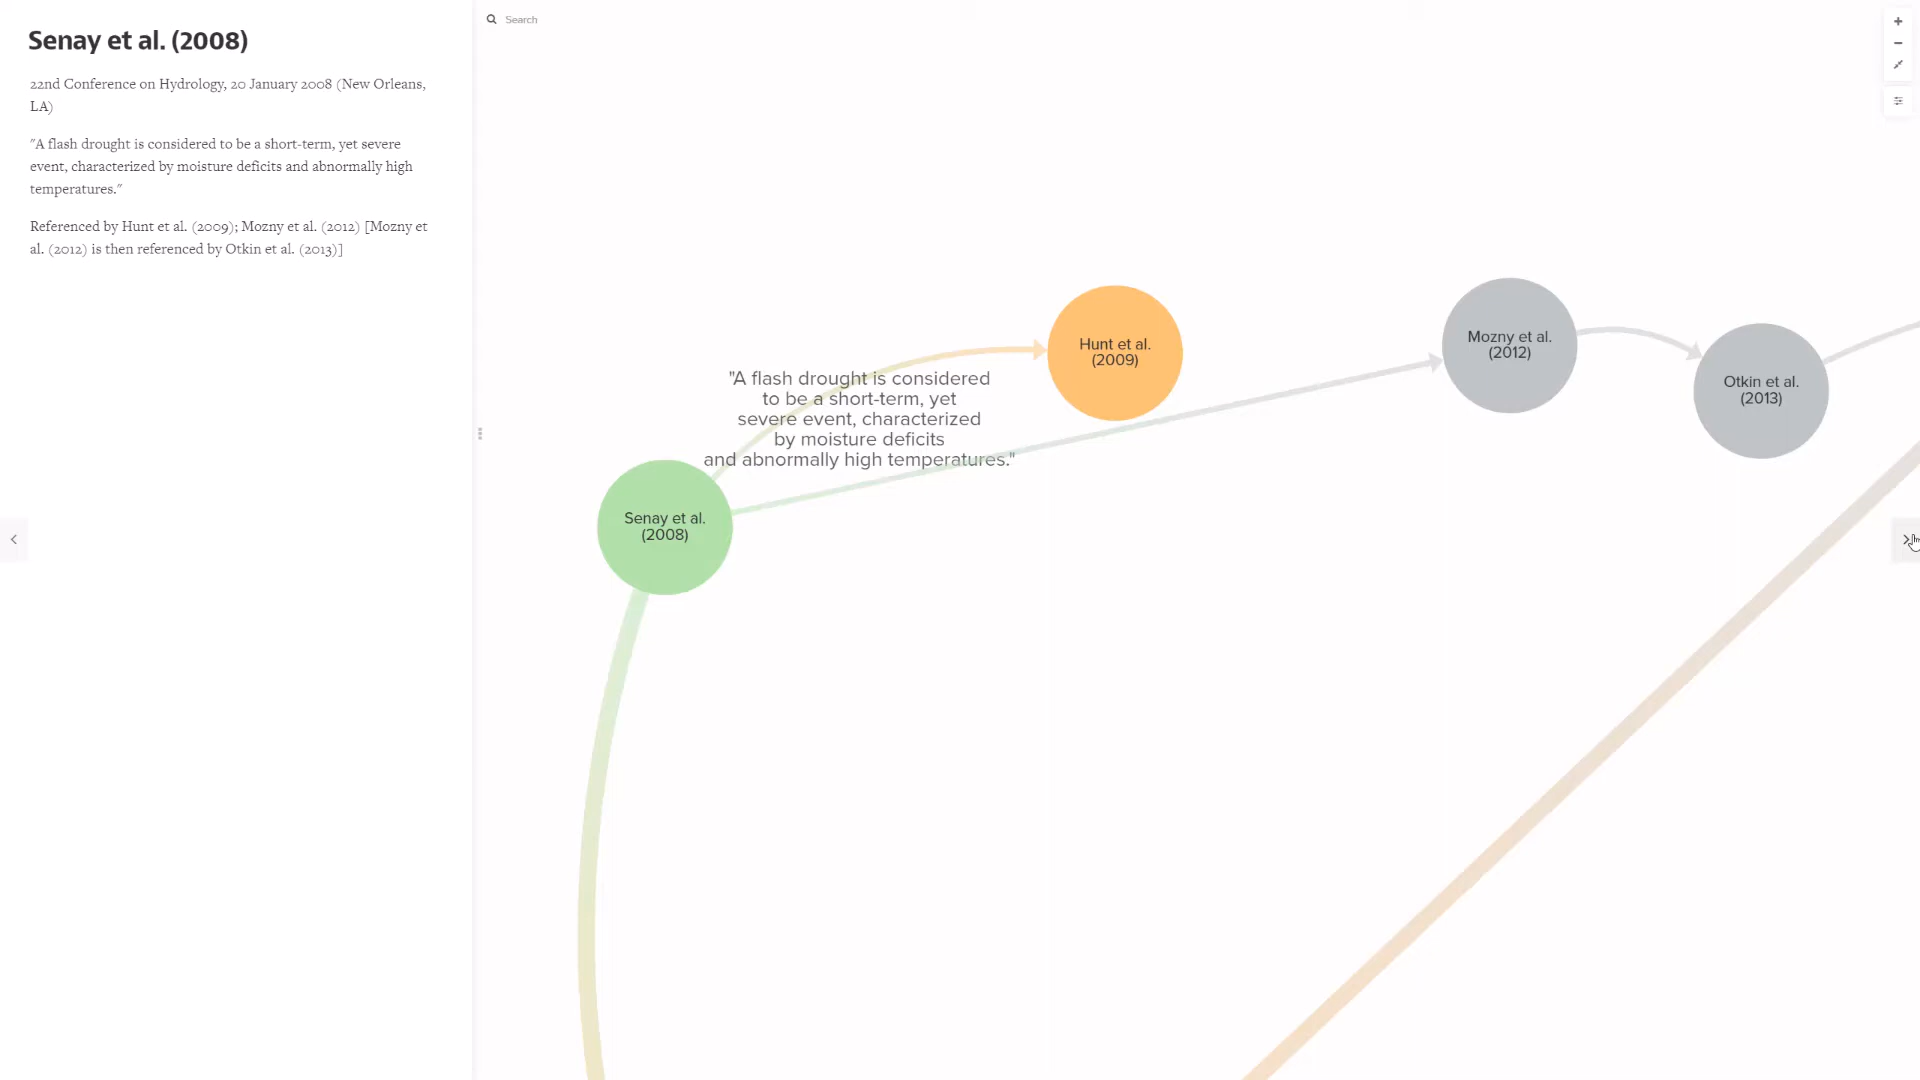 Senay et al. (2008)
22nd Conference on Hydrology, 20 January 2008 (New Orleans,
LA)
"A flash drought is considered to be a short-term, yet severe
event, characterized by moisture deficits and abnormally high
temperatures."
Referenced by Hunt et al. (2009); Mozny et al. (2012) [Mozny et
al. (2012) is then referenced by Otkin et al. (2013)]
Search
Hunt et al.
(2009)
Mozny et al.
(2012)
Otkin et al.
(2013)
"A flash drought is considered
to be a short-term, yet
severe event, characterized
by moisture deficits
and abnormally high temperatures."
Senay et al.
(2008)